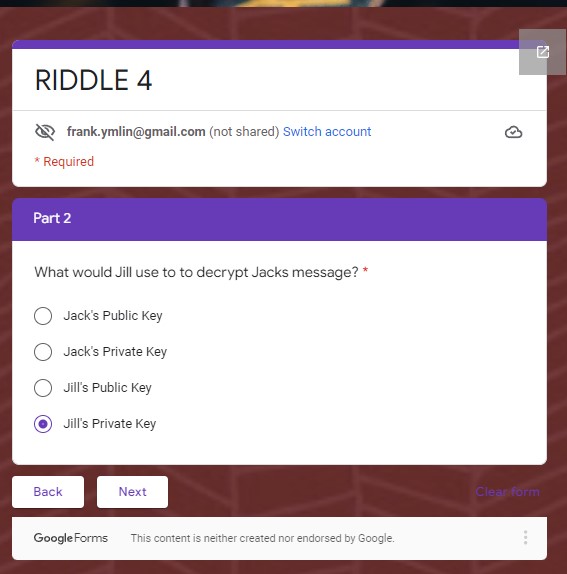 RIDDLE 4
frank.ymlin@gmail.com (not shared) Switch account
* Required
Part 2
What would Jill use to to decrypt Jacks message? *
Jack's Public Key
Jack's Private Key
Jill's Public Key
Jill's Private Key
Back Next Clear form
Google Forms This content is neither created nor endorsed by Google.